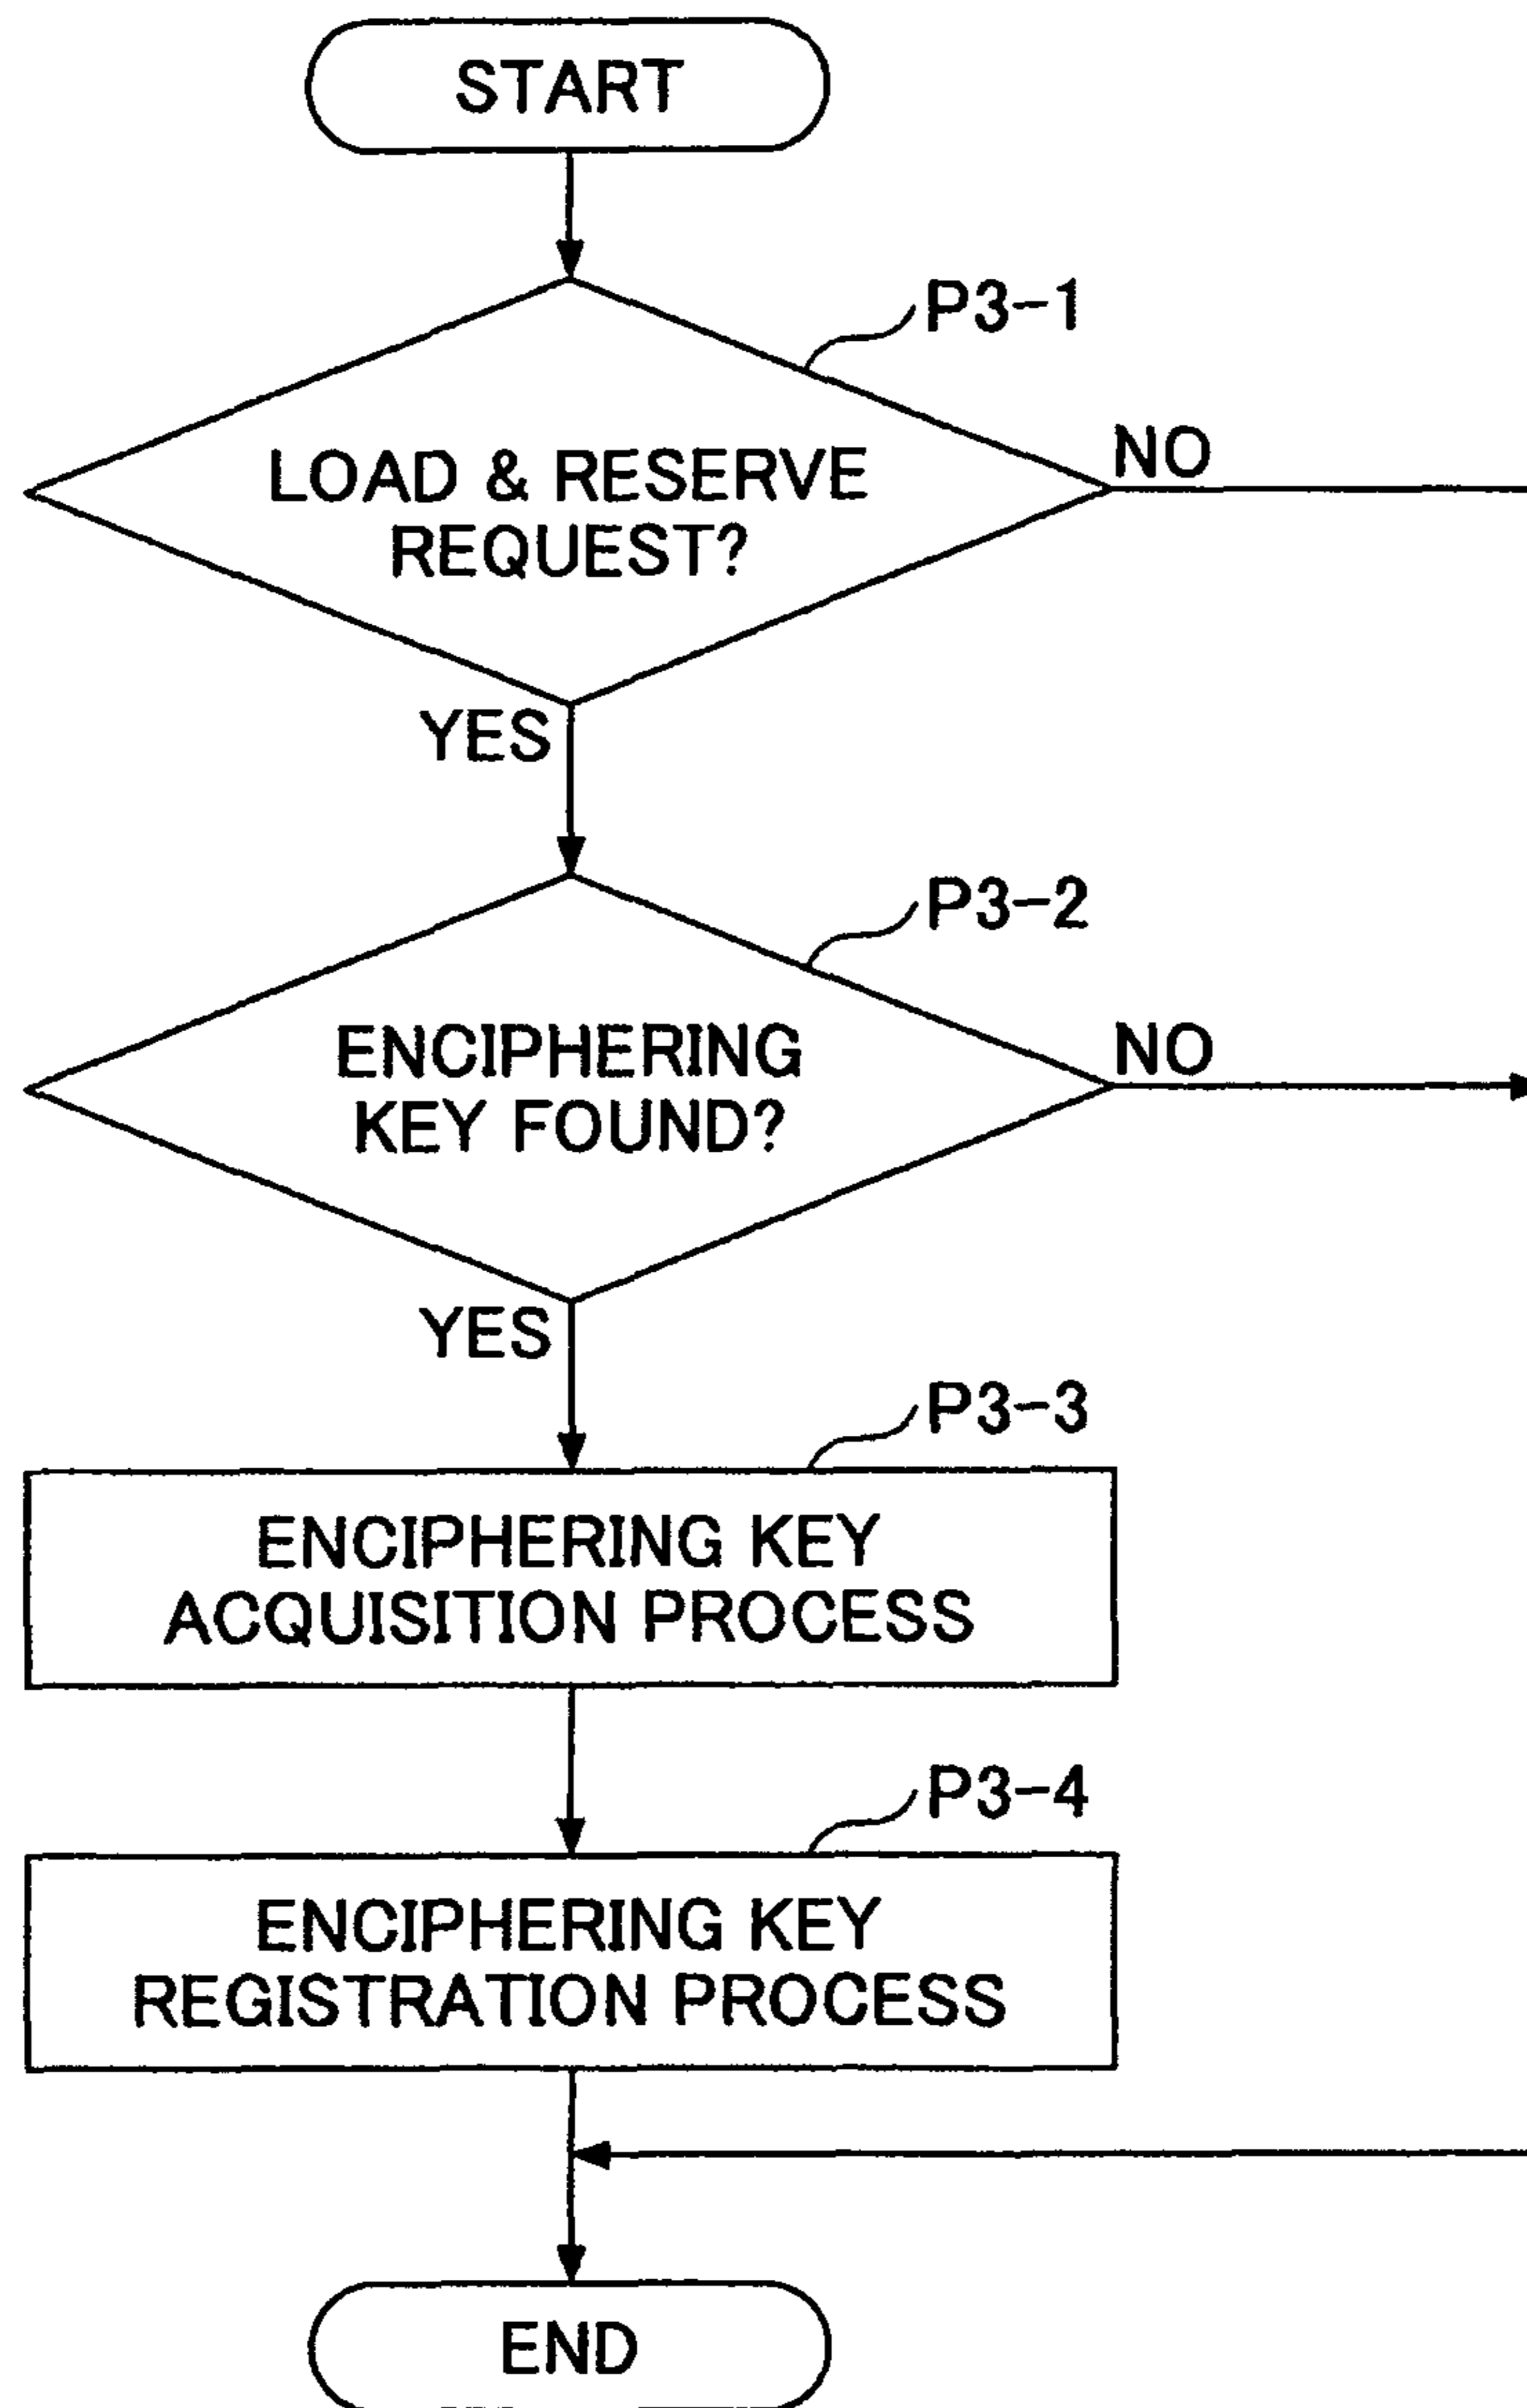 START
P3-1
LOAD & RESERVE
REQUEST?
NO
YES
P3-2
ENCIPHERING
KEY FOUND?
NO
YES
P3-3
ENCIPHERING KEY
ACQUISITION PROCESS
P3-4
ENCIPHERING KEY
REGISTRATION PROCESS
END